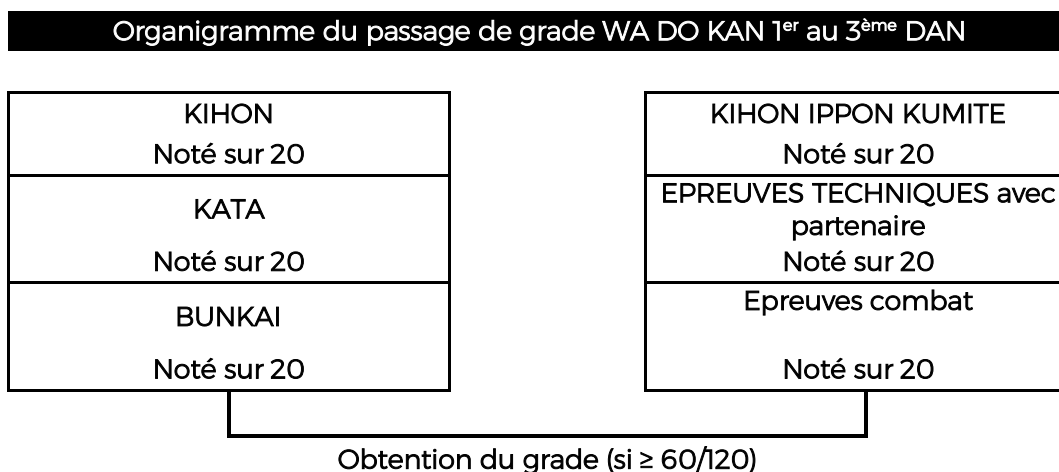 Organigramme du passage de grade WA DO KAN 1er au 3ème DAN
KIHON
Noté sur 20
KATA
Noté sur 20
BUNKAI
Noté sur 20
KIHON IPPON KUMITE
Noté sur 20
EPREUVES TECHNIQUES avec
partenaire
Noté sur 20
Epreuves combat
Noté sur 20
Obtention du grade (si ≥ 60/120)